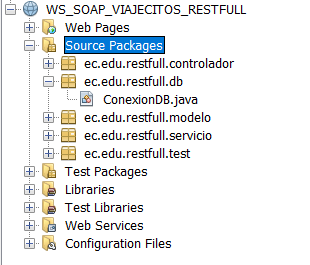 WS_SOAP_VIAJECITOS_RESTFULL
Web Pages
Source Packages
ec.edu.restfull.controlador
ec.edu.restfull.db
ConexionDB.java
ec.edu.restfull.modelo
ec.edu.restfull.servicio
ec.edu.restfull.test
Test Packages
Libraries
Test Libraries
Web Services
Configuration Files